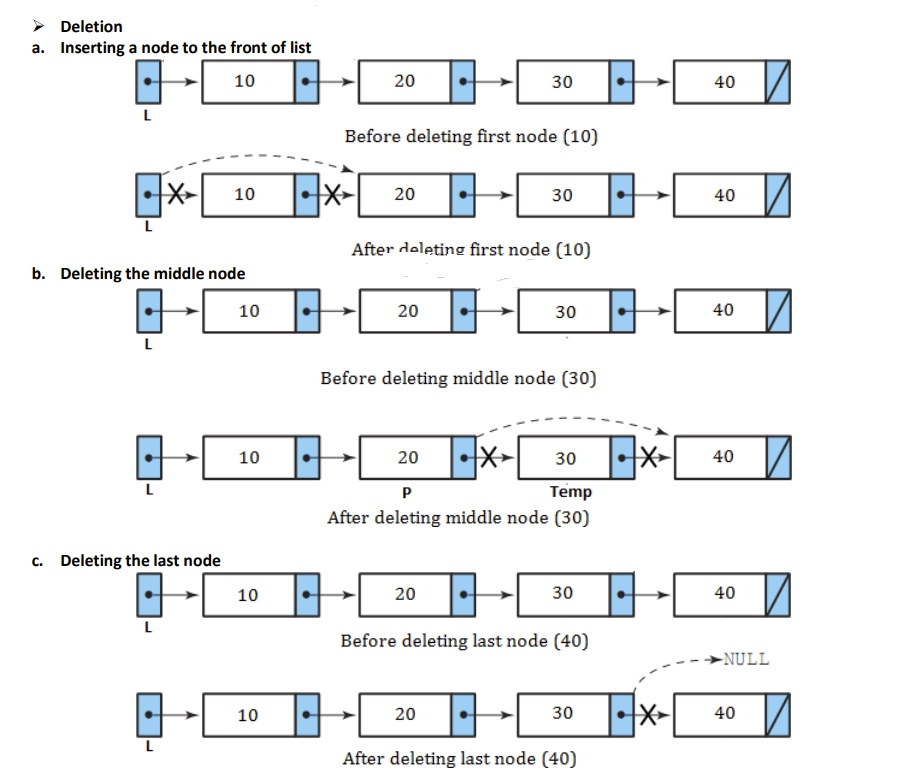 ➢ Deletion
a. Inserting a node to the front of list
10 20 30 40
L
Before deleting first node (10)
X X
10 20 30 40
L
After deleting first node (10)
b. Deleting the middle node
10 20 30 40
L
Before deleting middle node (30)
10 20 X 30 X 40
L P Temp
After deleting middle node (30)
c. Deleting the last node
10 20 30 40
L
Before deleting last node (40)
NULL
10 20 30 X 40
L
After deleting last node (40)